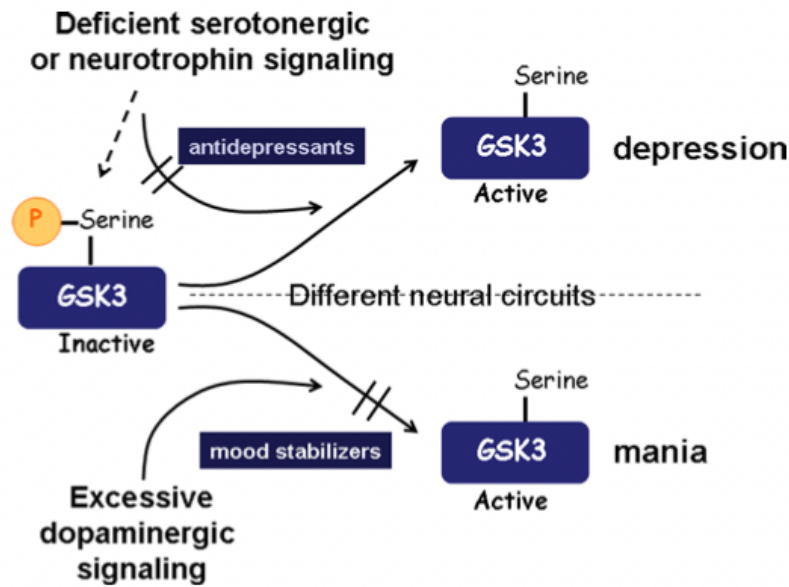 Deficient serotonergic
or neurotrophin signaling
antidepressants
Serine
GSK3
Active
depression
P
Serine
GSK3
Inactive
Different neural circuits
Serine
GSK3
Active
mania
mood stabilizers
Excessive
dopaminergic
signaling